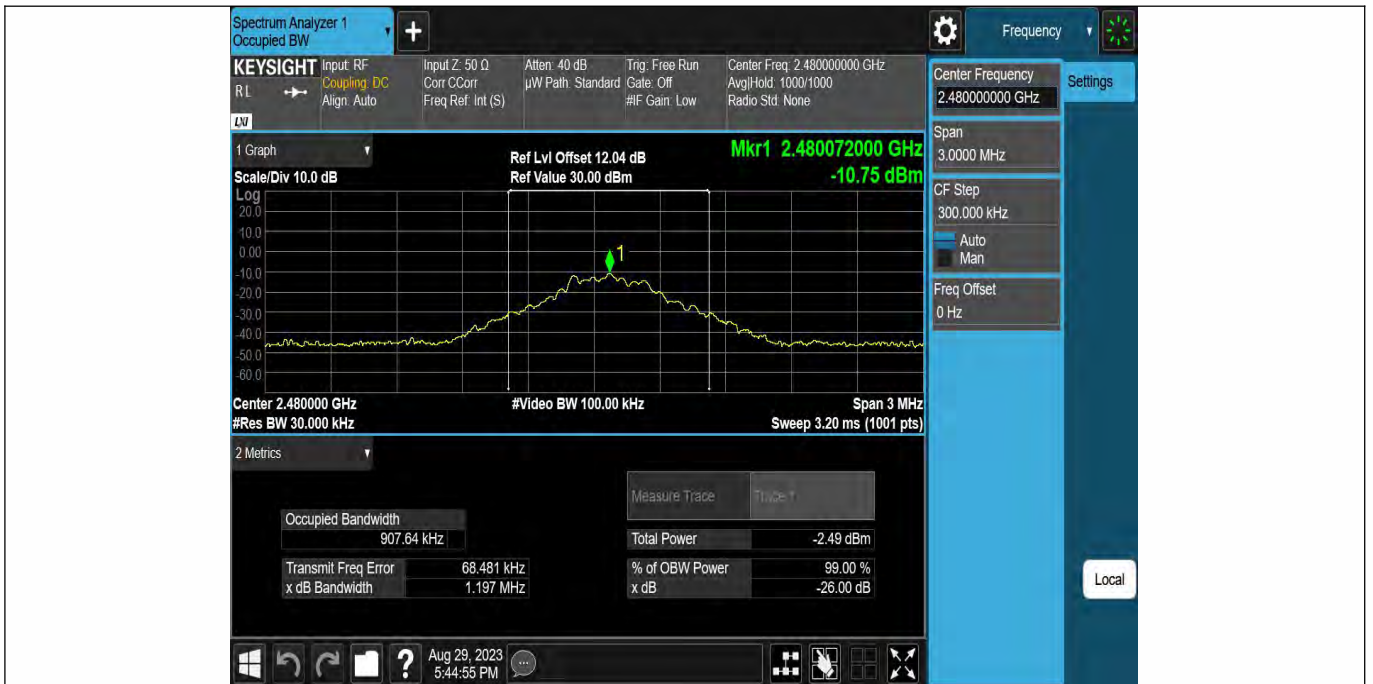 Spectrum Analyzer 1
Occupied BW
+
Frequency
KEYSIGHT
RL
LXI
Input: RF
Coupling: DC
Align: Auto
Input Z: 50 Ω
Corr CCorr
Freq Ref: Int (S)
Atten: 40 dB
µW Path: Standard
Trig: Free Run
Gate: Off
#IF Gain: Low
Center Freq: 2.480000000 GHz
Avg|Hold: 1000/1000
Radio Std: None
Center Frequency
2.480000000 GHz
Settings
Span
3.0000 MHz
CF Step
300.000 kHz
Auto
Man
Freq Offset
0 Hz
1 Graph
Scale/Div 10.0 dB
Ref Lvl Offset 12.04 dB
Ref Value 30.00 dBm
Mkr1 2.480072000 GHz
-10.75 dBm
Log
20.0
10.0
0.00
-10.0
-20.0
-30.0
-40.0
-50.0
-60.0
1
Center 2.480000 GHz
#Video BW 100.00 kHz
Span 3 MHz
#Res BW 30.000 kHz
Sweep 3.20 ms (1001 pts)
2 Metrics
Measure Trace
Trace 1
Occupied Bandwidth
907.64 kHz
Total Power
-2.49 dBm
Transmit Freq Error
68.481 kHz
% of OBW Power
99.00 %
x dB Bandwidth
1.197 MHz
x dB
-26.00 dB
Local
?
Aug 29, 2023
5:44:55 PM